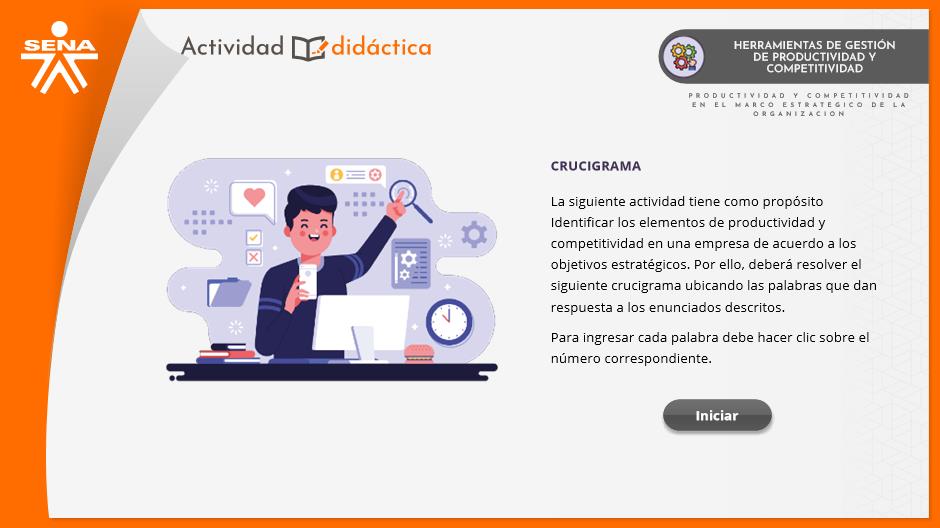 SENA
Actividad didáctica
HERRAMIENTAS DE GESTIÓN
DE PRODUCTIVIDAD Y
COMPETITIVIDAD
PRODUCTIVIDAD Y COMPETITIVIDAD
EN EL MARCO ESTRATEGICO DE LA
ORGANIZACION
CRUCIGRAMA
La siguiente actividad tiene como propósito
Identificar los elementos de productividad y
competitividad en una empresa de acuerdo a los
objetivos estratégicos. Por ello, deberá resolver el
siguiente crucigrama ubicando las palabras que dan
respuesta a los enunciados descritos.
Para ingresar cada palabra debe hacer clic sobre el
número correspondiente.
Iniciar